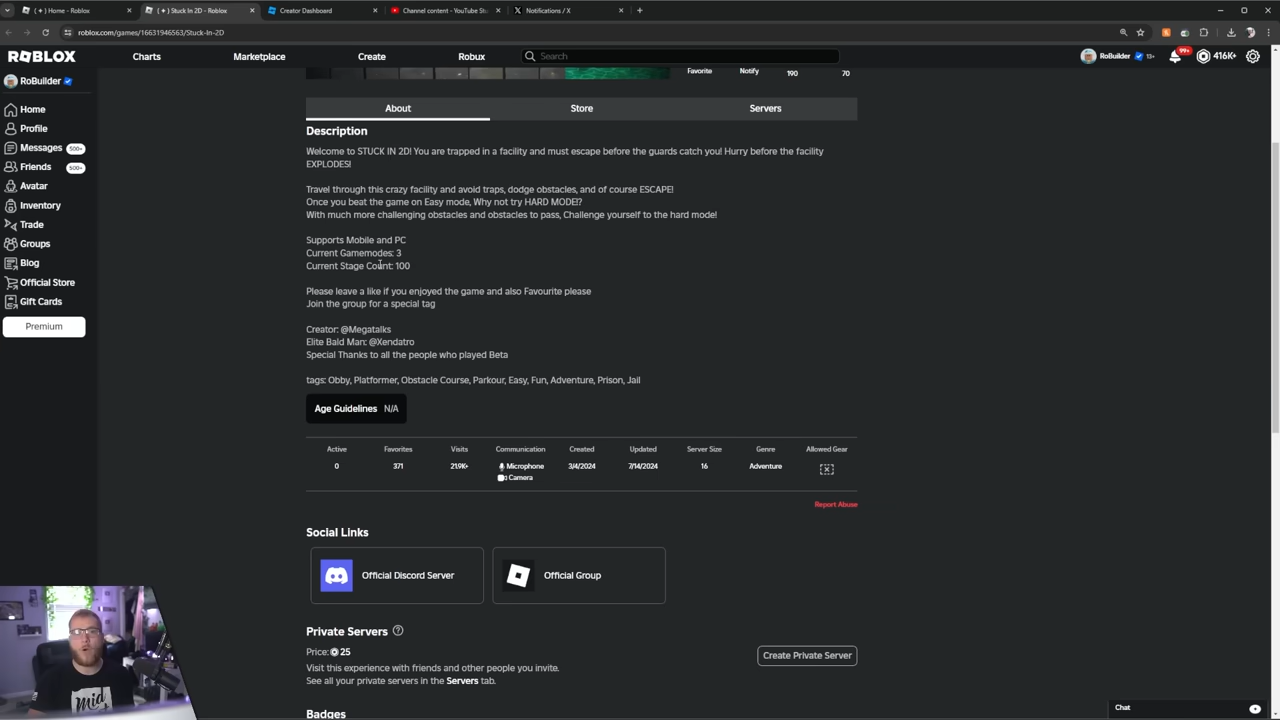 ( + ) Home - Roblox
( + ) Stuck In 2D - Roblox
Creator Dashboard
Channel content - YouTube Stu
Notifications / X
roblox.com/games/16631946563/Stuck-In-2D
ROBLOX
Charts
Marketplace
Create
Robux
Search
RoBuilder
13+
99+
416K+
RoBuilder
Home
Profile
Messages
500+
Friends
500+
Avatar
Inventory
Trade
Groups
Blog
Official Store
Gift Cards
Premium
Favorite
Notify
190
70
About
Store
Servers
Description
Welcome to STUCK IN 2D! You are trapped in a facility and must escape before the guards catch you! Hurry before the facility
EXPLODES!
Travel through this crazy facility and avoid traps, dodge obstacles, and of course ESCAPE!
Once you beat the game on Easy mode, Why not try HARD MODE!?
With much more challenging obstacles and obstacles to pass, Challenge yourself to the hard mode!
Supports Mobile and PC
Current Gamemodes: 3
Current Stage Count: 100
Please leave a like if you enjoyed the game and also Favourite please
Join the group for a special tag
Creator: @Megatalks
Elite Bald Man: @Xendatro
Special Thanks to all the people who played Beta
tags: Obby, Platformer, Obstacle Course, Parkour, Easy, Fun, Adventure, Prison, Jail
Age Guidelines N/A
Active
Favorites
Visits
Communication
Created
Updated
Server Size
Genre
Allowed Gear
0
371
21.9K+
Microphone
Camera
3/4/2024
7/14/2024
16
Adventure
Report Abuse
Social Links
Official Discord Server
Official Group
Private Servers
Price: 25
Create Private Server
Visit this experience with friends and other people you invite.
See all your private servers in the Servers tab.
Badges
Chat
Mid